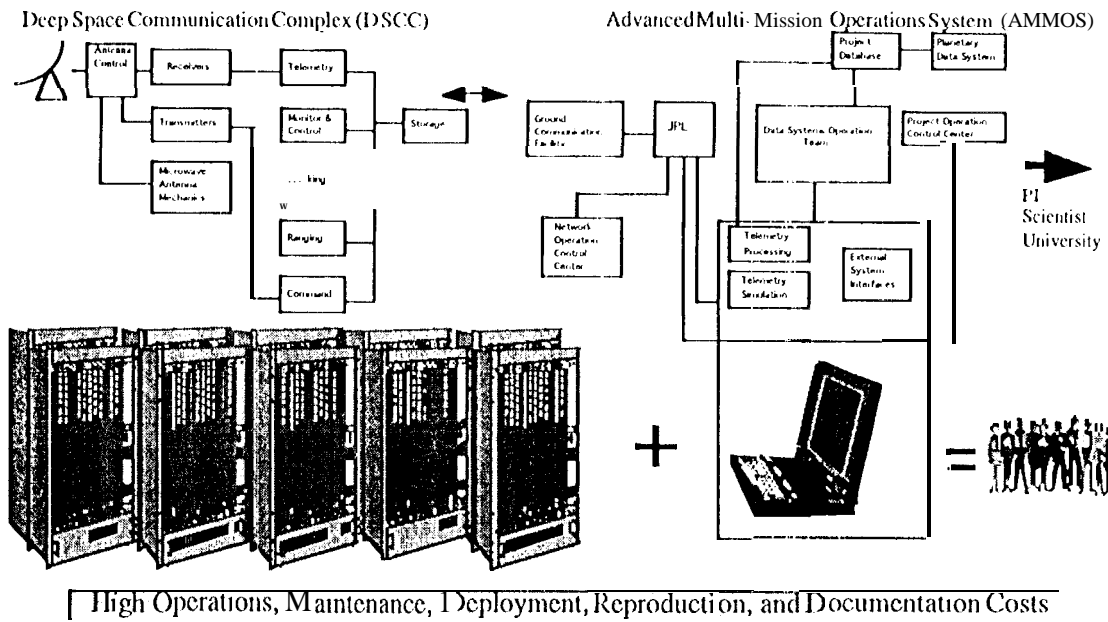 Deep Space Communication Complex (DSCC)
Advanced Multi-Mission Operations System (AMMOS)
Antenna
Control
Receivers
Telemetry
Transmitters
Monitor &
Control
Storage
Microwave
Antenna
Mechanics
king
w
Ranging
Command
Ground
Communication
Facility
JPL
Network
Operation
Control
Center
Project
Database
Planetary
Data System
Data Systems Operation
Team
Project Operation
Control Center
Telemetry
Processing
Telemetry
Simulation
External
System
Interfaces
PI
Scientist
University
+
=
High Operations, Maintenance, Deployment, Reproduction, and Documentation Costs